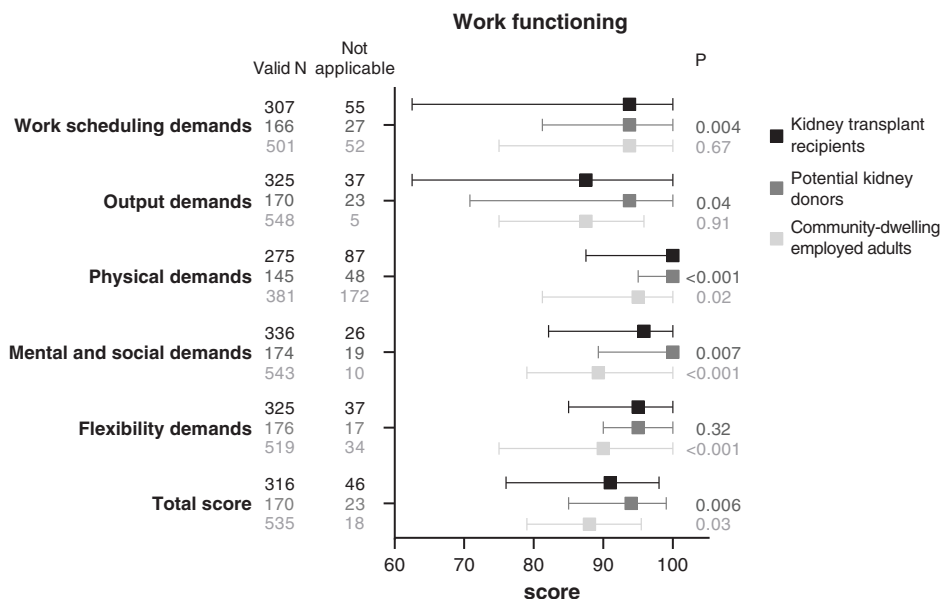 Work functioning
Valid N
Not
applicable
P
Work scheduling demands
307 55
166 27 0.004
501 52 0.67
Output demands
325 37
170 23 0.04
548 5 0.91
Physical demands
275 87
145 48 <0.001
381 172 0.02
Mental and social demands
336 26
174 19 0.007
543 10 <0.001
Flexibility demands
325 37
176 17 0.32
519 34 <0.001
Total score
316 46
170 23 0.006
535 18 0.03
60 70 80 90 100
score
Kidney transplant
recipients
Potential kidney
donors
Community-dwelling
employed adults